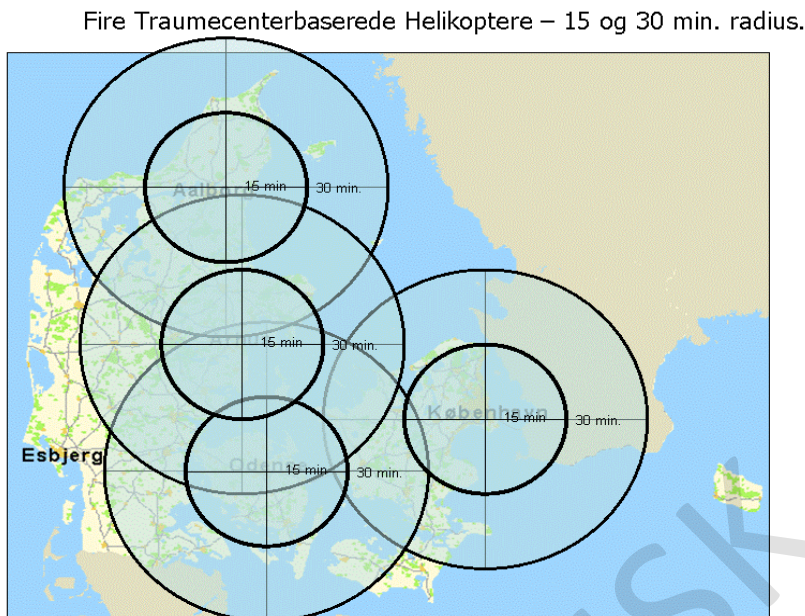 Fire Traumecenterbaserede Helikoptere – 15 og 30 min. radius.
Aalborg 15 min 30 min.
15 min 30 min.
København 15 min 30 min.
Esbjerg
Odense 15 min 30 min.
SK